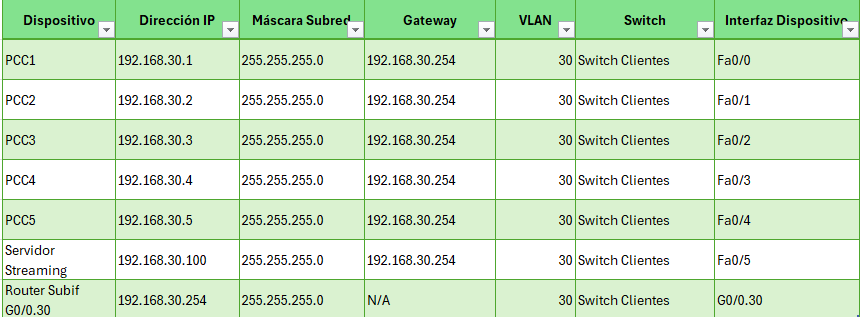 Dispositivo Dirección IP Máscara Subred Gateway VLAN Switch Interfaz Dispositivo
PCC1 192.168.30.1 255.255.255.0 192.168.30.254 30 Switch Clientes Fa0/0
PCC2 192.168.30.2 255.255.255.0 192.168.30.254 30 Switch Clientes Fa0/1
PCC3 192.168.30.3 255.255.255.0 192.168.30.254 30 Switch Clientes Fa0/2
PCC4 192.168.30.4 255.255.255.0 192.168.30.254 30 Switch Clientes Fa0/3
PCC5 192.168.30.5 255.255.255.0 192.168.30.254 30 Switch Clientes Fa0/4
Servidor
Streaming 192.168.30.100 255.255.255.0 192.168.30.254 30 Switch Clientes Fa0/5
Router Subif
G0/0.30 192.168.30.254 255.255.255.0 N/A 30 Switch Clientes G0/0.30